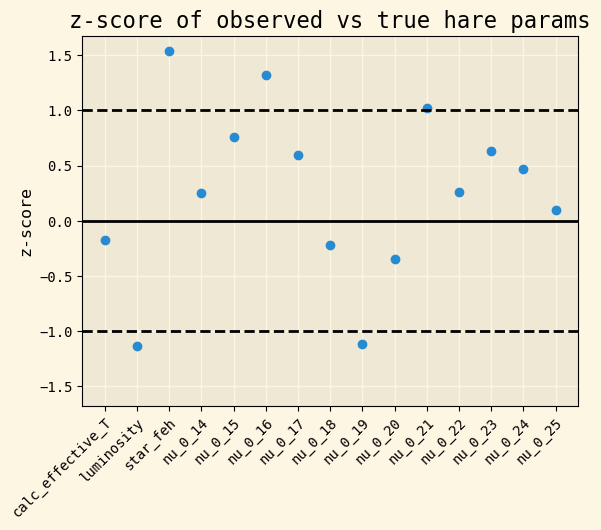 z-score of observed vs true hare params
z-score
1.5
1.0
0.5
0.0
−0.5
−1.0
−1.5
calc_effective_T
luminosity
star_feh
nu_0_14
nu_0_15
nu_0_16
nu_0_17
nu_0_18
nu_0_19
nu_0_20
nu_0_21
nu_0_22
nu_0_23
nu_0_24
nu_0_25